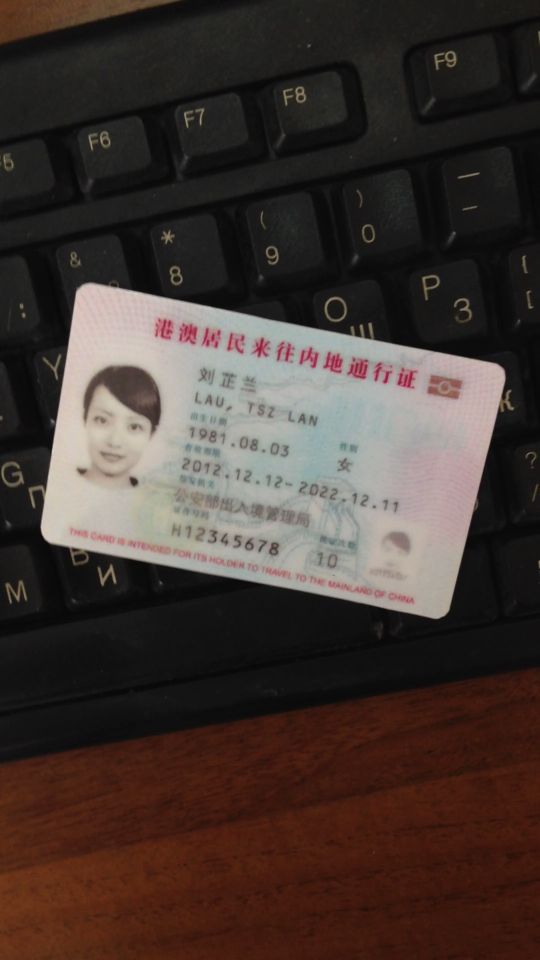 F5
F6
F7
F8
F9
&
*
8
(
9
)
0
—
_
:
/
O
Щ
P
З
{
[
Y
G
П
M
В
И
?
/
港澳居民来往内地通行证
刘芷兰
LAU, TSZ LAN
出生日期
性别
1981.08.03
女
有效期限
2012.12.12-2022.12.11
签发机关
公安部出入境管理局
证件号码
换证次数
H12345678
10
THIS CARD IS INTENDED FOR ITS HOLDER TO TRAVEL TO THE MAINLAND OF CHINA